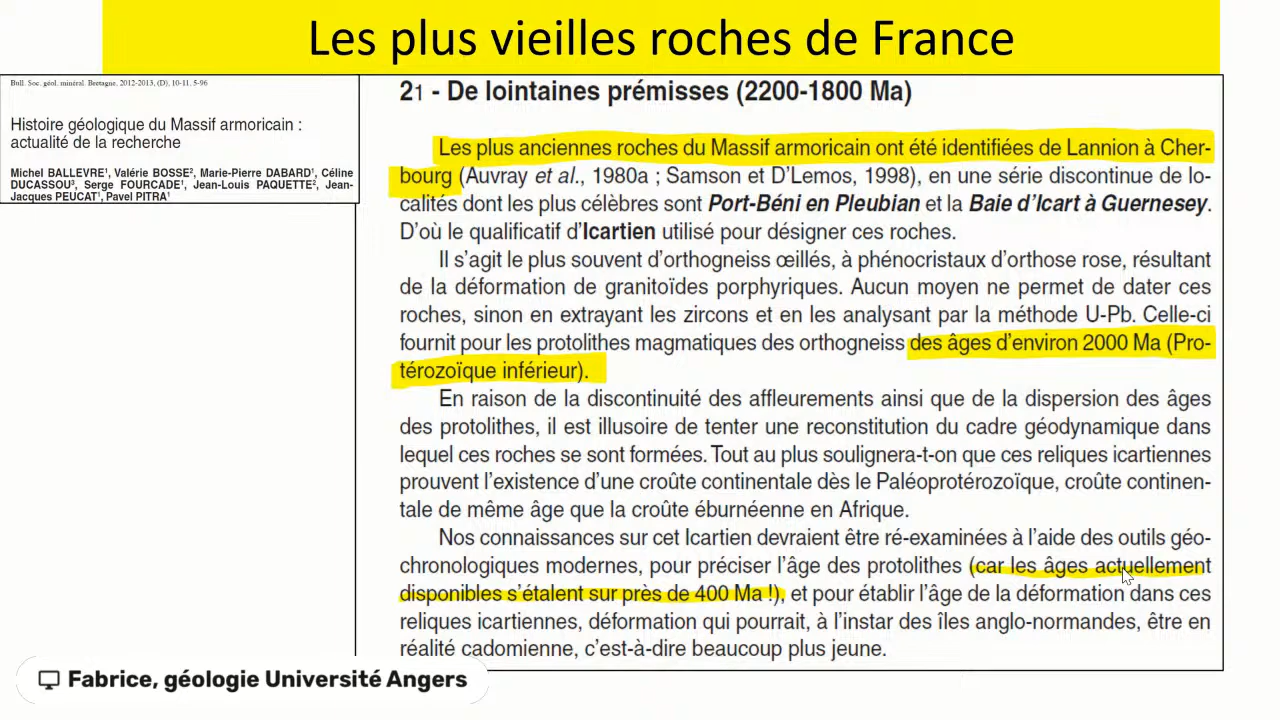 Les plus vieilles roches de France
Bull. Soc. géol. minéral. Bretagne, 2012-2013, (D), 10-11, 5-96
Histoire géologique du Massif armoricain :
actualité de la recherche
Michel BALLEVRE¹, Valérie BOSSE², Marie-Pierre DABARD¹, Céline
DUCASSOU³, Serge FOURCADE¹, Jean-Louis PAQUETTE², Jean-
Jacques PEUCAT¹, Pavel PITRA¹
21 - De lointaines prémisses (2200-1800 Ma)
Les plus anciennes roches du Massif armoricain ont été identifiées de Lannion à Cher-
bourg (Auvray et al., 1980a ; Samson et D’Lemos, 1998), en une série discontinue de lo-
calités dont les plus célèbres sont Port-Béni en Pleubian et la Baie d’Icart à Guernesey.
D’où le qualificatif d’Icartien utilisé pour désigner ces roches.
Il s’agit le plus souvent d’orthogneiss œillés, à phénocristaux d’orthose rose, résultant
de la déformation de granitoïdes porphyriques. Aucun moyen ne permet de dater ces
roches, sinon en extrayant les zircons et en les analysant par la méthode U-Pb. Celle-ci
fournit pour les protolithes magmatiques des orthogneiss des âges d’environ 2000 Ma (Pro-
térozoïque inférieur).
En raison de la discontinuité des affleurements ainsi que de la dispersion des âges
des protolithes, il est illusoire de tenter une reconstitution du cadre géodynamique dans
lequel ces roches se sont formées. Tout au plus soulignera-t-on que ces reliques icartiennes
prouvent l’existence d’une croûte continentale dès le Paléoprotérozoïque, croûte continen-
tale de même âge que la croûte éburnéenne en Afrique.
Nos connaissances sur cet Icartien devraient être ré-examinées à l’aide des outils géo-
chronologiques modernes, pour préciser l’âge des protolithes (car les âges actuellement
disponibles s’étalent sur près de 400 Ma !), et pour établir l’âge de la déformation dans ces
reliques icartiennes, déformation qui pourrait, à l’instar des îles anglo-normandes, être en
réalité cadomienne, c’est-à-dire beaucoup plus jeune.
Fabrice, géologie Université Angers